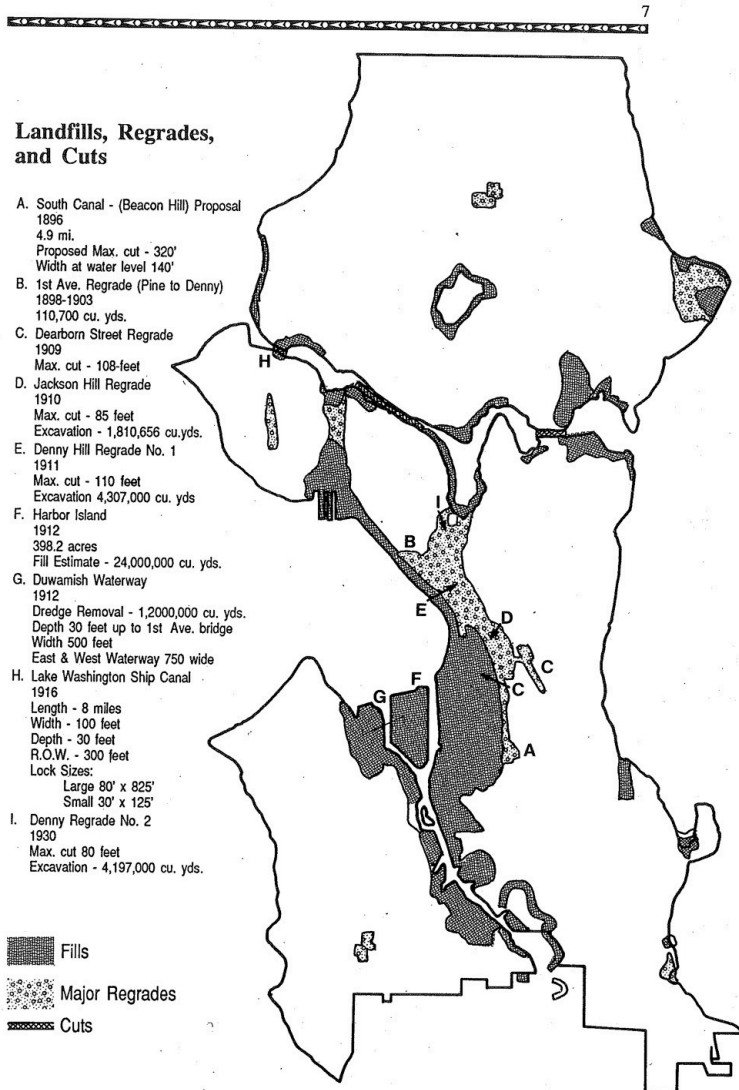 7
Landfills, Regrades,
and Cuts
A. South Canal - (Beacon Hill) Proposal
1896
4.9 mi.
Proposed Max. cut - 320'
Width at water level 140'
B. 1st Ave. Regrade (Pine to Denny)
1898-1903
110,700 cu. yds.
C. Dearborn Street Regrade
1909
Max. cut - 108-feet
D. Jackson Hill Regrade
1910
Max. cut - 85 feet
Excavation - 1,810,656 cu.yds.
E. Denny Hill Regrade No. 1
1911
Max. cut - 110 feet
Excavation 4,307,000 cu. yds
F. Harbor Island
1912
398.2 acres
Fill Estimate - 24,000,000 cu. yds.
G. Duwamish Waterway
1912
Dredge Removal - 1,2000,000 cu. yds.
Depth 30 feet up to 1st Ave. bridge
Width 500 feet
East & West Waterway 750 wide
H. Lake Washington Ship Canal
1916
Length - 8 miles
Width - 100 feet
Depth - 30 feet
R.O.W. - 300 feet
Lock Sizes:
Large 80' x 825'
Small 30' x 125'
I. Denny Regrade No. 2
1930
Max. cut 80 feet
Excavation - 4,197,000 cu. yds.
Fills
Major Regrades
Cuts
H
I
B
E
D
C
C
F
G
A